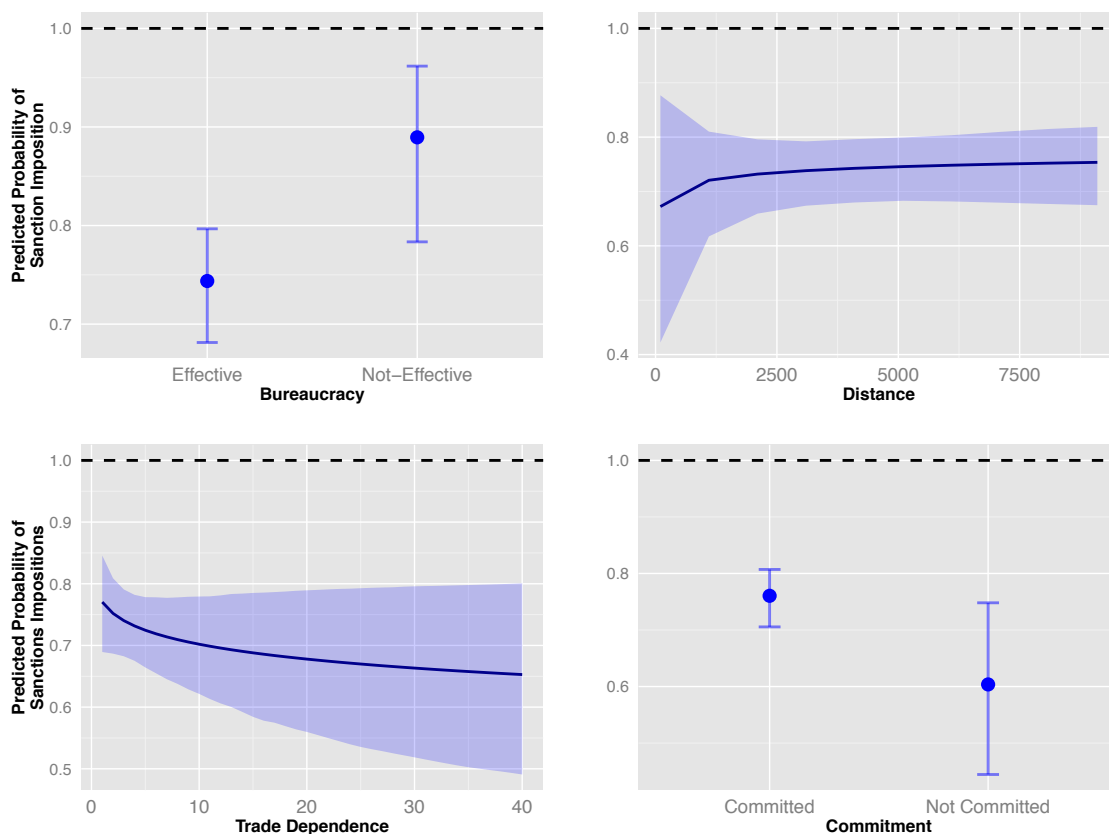 Predicted Probability of
Sanction Imposition
1.0
0.9
0.8
0.7
Effective
Not−Effective
Bureaucracy
1.0
0.8
0.6
0.4
0
2500
5000
7500
Distance
Predicted Probability of
Sanctions Impositions
1.0
0.9
0.8
0.7
0.6
0.5
0
10
20
30
40
Trade Dependence
1.0
0.8
0.6
Committed
Not Committed
Commitment